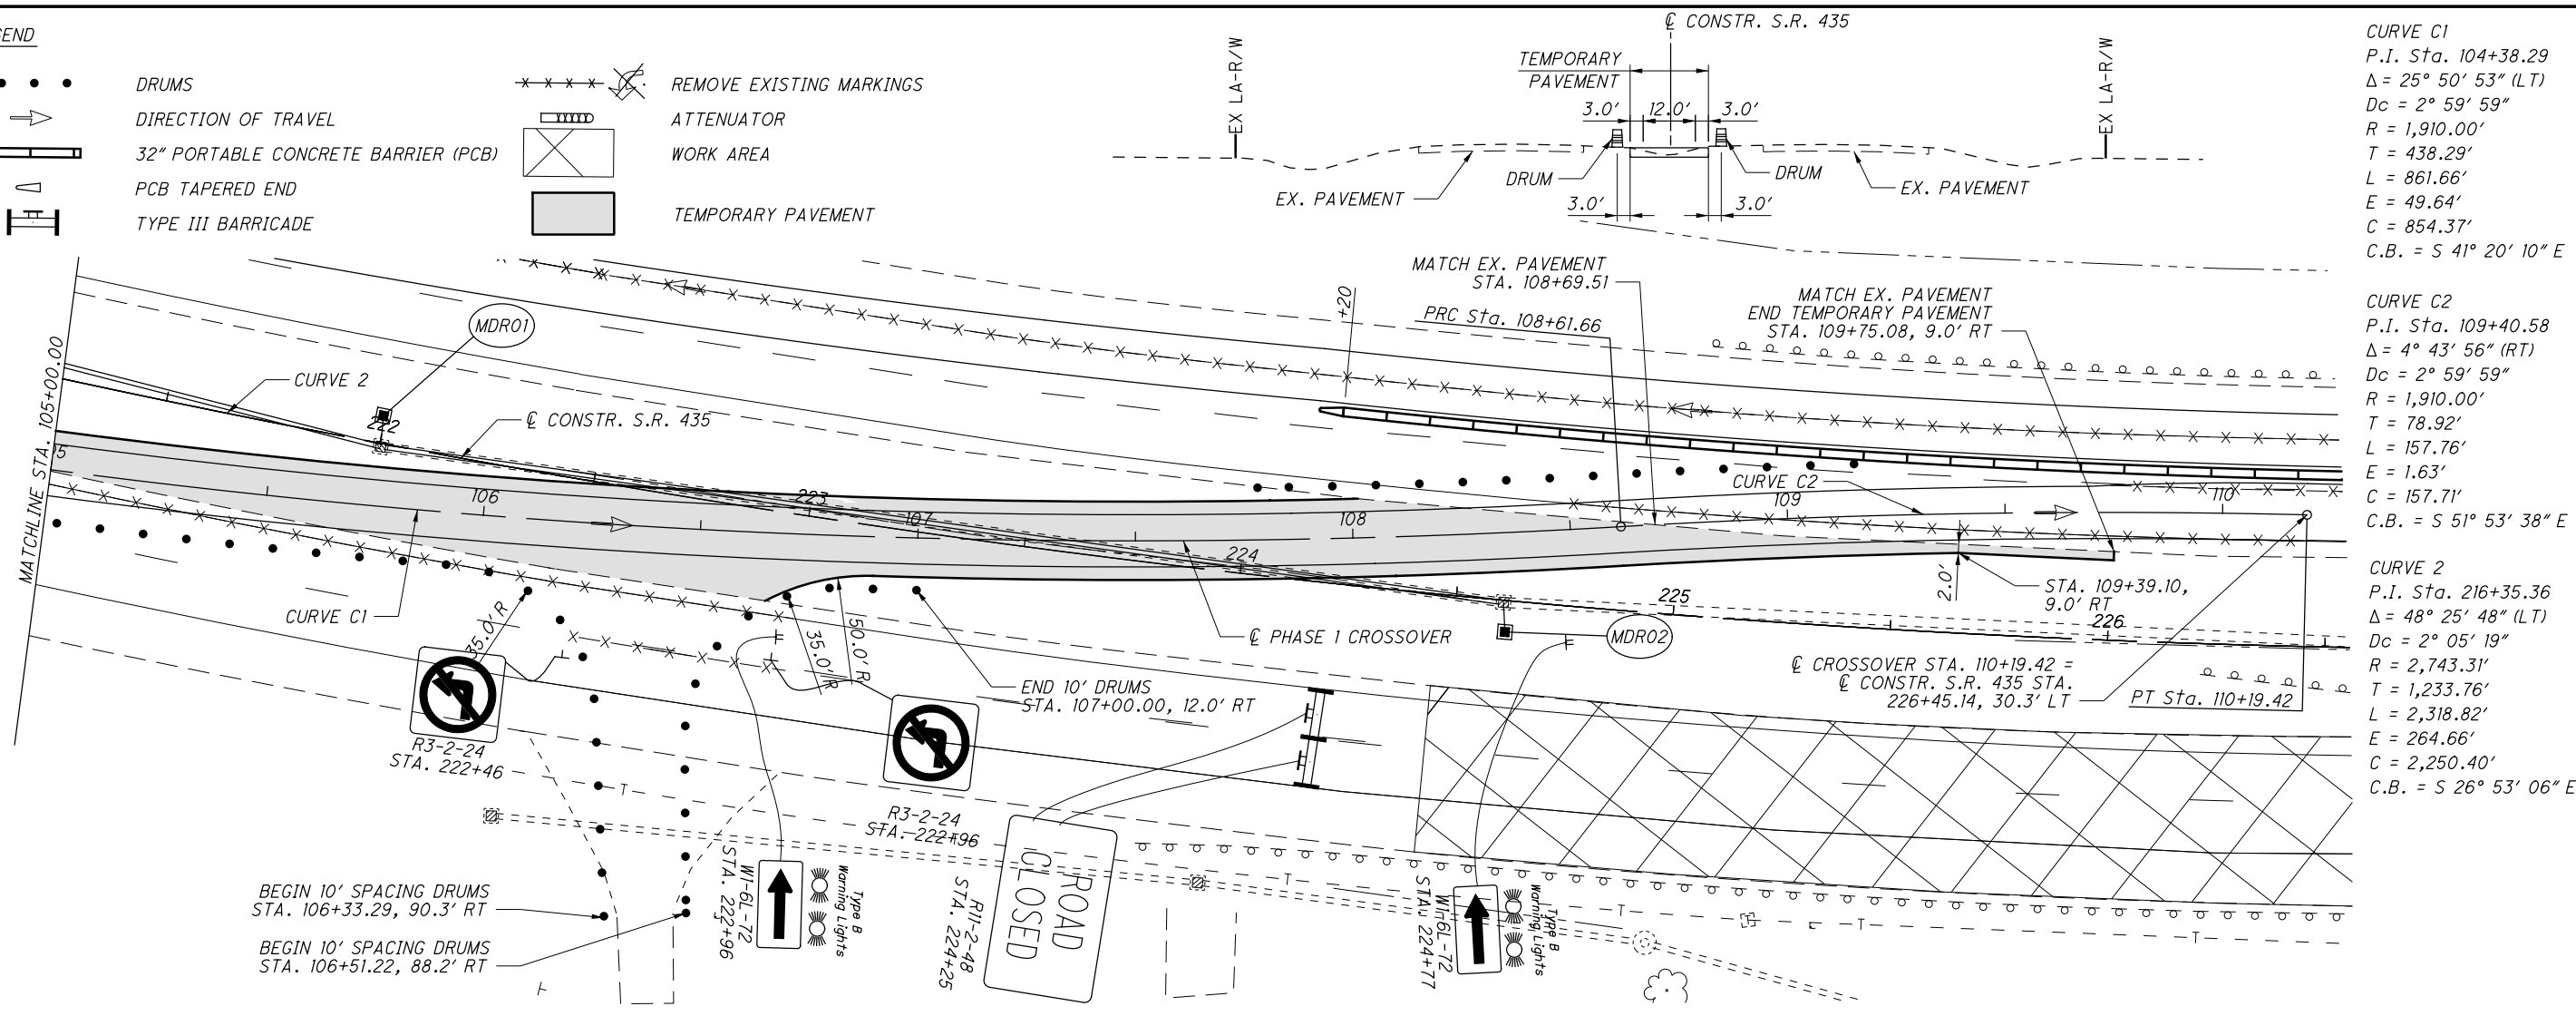 GEND
DRUMS
DIRECTION OF TRAVEL
32" PORTABLE CONCRETE BARRIER (PCB)
PCB TAPERED END
TYPE III BARRICADE
REMOVE EXISTING MARKINGS
ATTENUATOR
WORK AREA
TEMPORARY PAVEMENT
℄ CONSTR. S.R. 435
EX LA-R/W
EX LA-R/W
TEMPORARY
PAVEMENT
3.0' 12.0' 3.0'
DRUM
DRUM
EX. PAVEMENT
EX. PAVEMENT
3.0' 3.0'
CURVE C1
P.I. Sta. 104+38.29
Δ = 25° 50' 53" (LT)
Dc = 2° 59' 59"
R = 1,910.00'
T = 438.29'
L = 861.66'
E = 49.64'
C = 854.37'
C.B. = S 41° 20' 10" E
CURVE C2
P.I. Sta. 109+40.58
Δ = 4° 43' 56" (RT)
Dc = 2° 59' 59"
R = 1,910.00'
T = 78.92'
L = 157.76'
E = 1.63'
C = 157.71'
C.B. = S 51° 53' 38" E
CURVE 2
P.I. Sta. 216+35.36
Δ = 48° 25' 48" (LT)
Dc = 2° 05' 19"
R = 2,743.31'
T = 1,233.76'
L = 2,318.82'
E = 264.66'
C = 2,250.40'
C.B. = S 26° 53' 06" E
MATCHLINE STA. 105+00.00
MDR01
CURVE 2
222
℄ CONSTR. S.R. 435
+20
MATCH EX. PAVEMENT
STA. 108+69.51
PRC Sta. 108+61.66
MATCH EX. PAVEMENT
END TEMPORARY PAVEMENT
STA. 109+75.08, 9.0' RT
CURVE C2
05
106
223
107
108
109
110
224
225
226
2.0'
STA. 109+39.10,
9.0' RT
CURVE C1
35.0' R
35.0' R
50.0' R
℄ PHASE 1 CROSSOVER
MDR02
END 10' DRUMS
STA. 107+00.00, 12.0' RT
℄ CROSSOVER STA. 110+19.42 =
℄ CONSTR. S.R. 435 STA.
226+45.14, 30.3' LT
PT Sta. 110+19.42
R3-2-24
STA. 222+46
R3-2-24
STA. 222+96
BEGIN 10' SPACING DRUMS
STA. 106+33.29, 90.3' RT
BEGIN 10' SPACING DRUMS
STA. 106+51.22, 88.2' RT
W1-6L-72
STA. 222+96
Type B
Warning Lights
R11-2-48
STA. 224+25
ROAD
CLOSED
W1-6L-72
STA. 224+77
Type B
Warning Lights
T
T
T
T
T
T